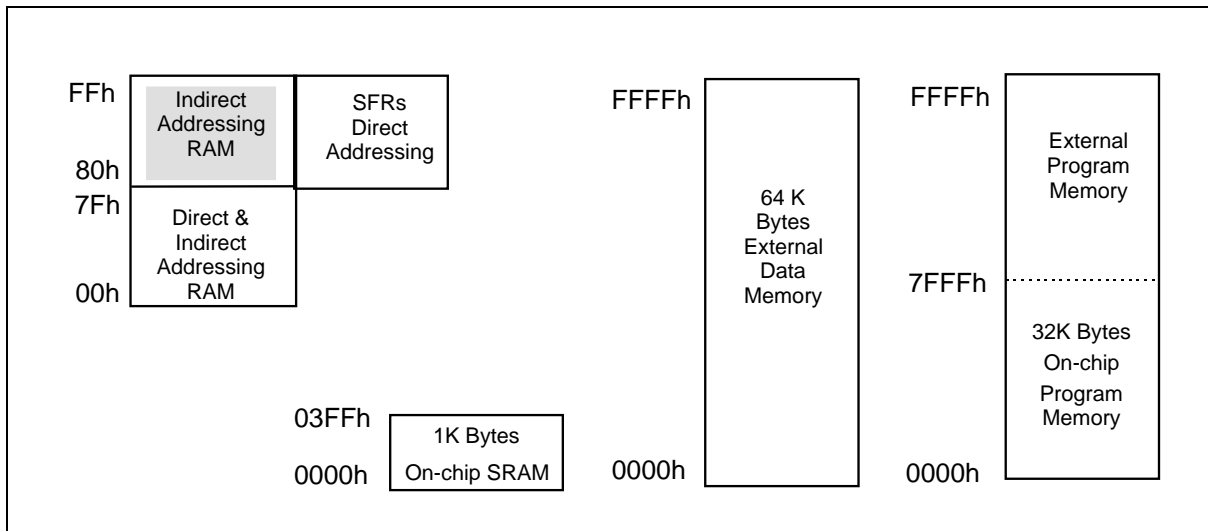 FFh
Indirect
Addressing
RAM
80h
SFRs
Direct
Addressing
7Fh
Direct &
Indirect
Addressing
RAM
00h
03FFh
1K Bytes
On-chip SRAM
0000h
FFFFh
64 K
Bytes
External
Data
Memory
0000h
FFFFh
External
Program
Memory
7FFFh
32K Bytes
On-chip
Program
Memory
0000h